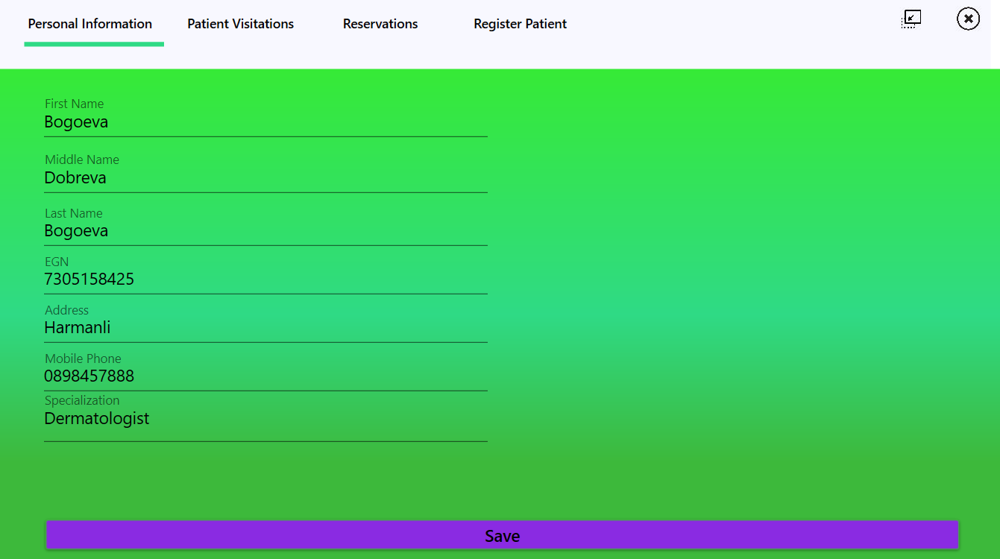 Personal Information Patient Visitations Reservations Register Patient
First Name
Bogoeva
Middle Name
Dobreva
Last Name
Bogoeva
EGN
7305158425
Address
Harmanli
Mobile Phone
0898457888
Specialization
Dermatologist
Save